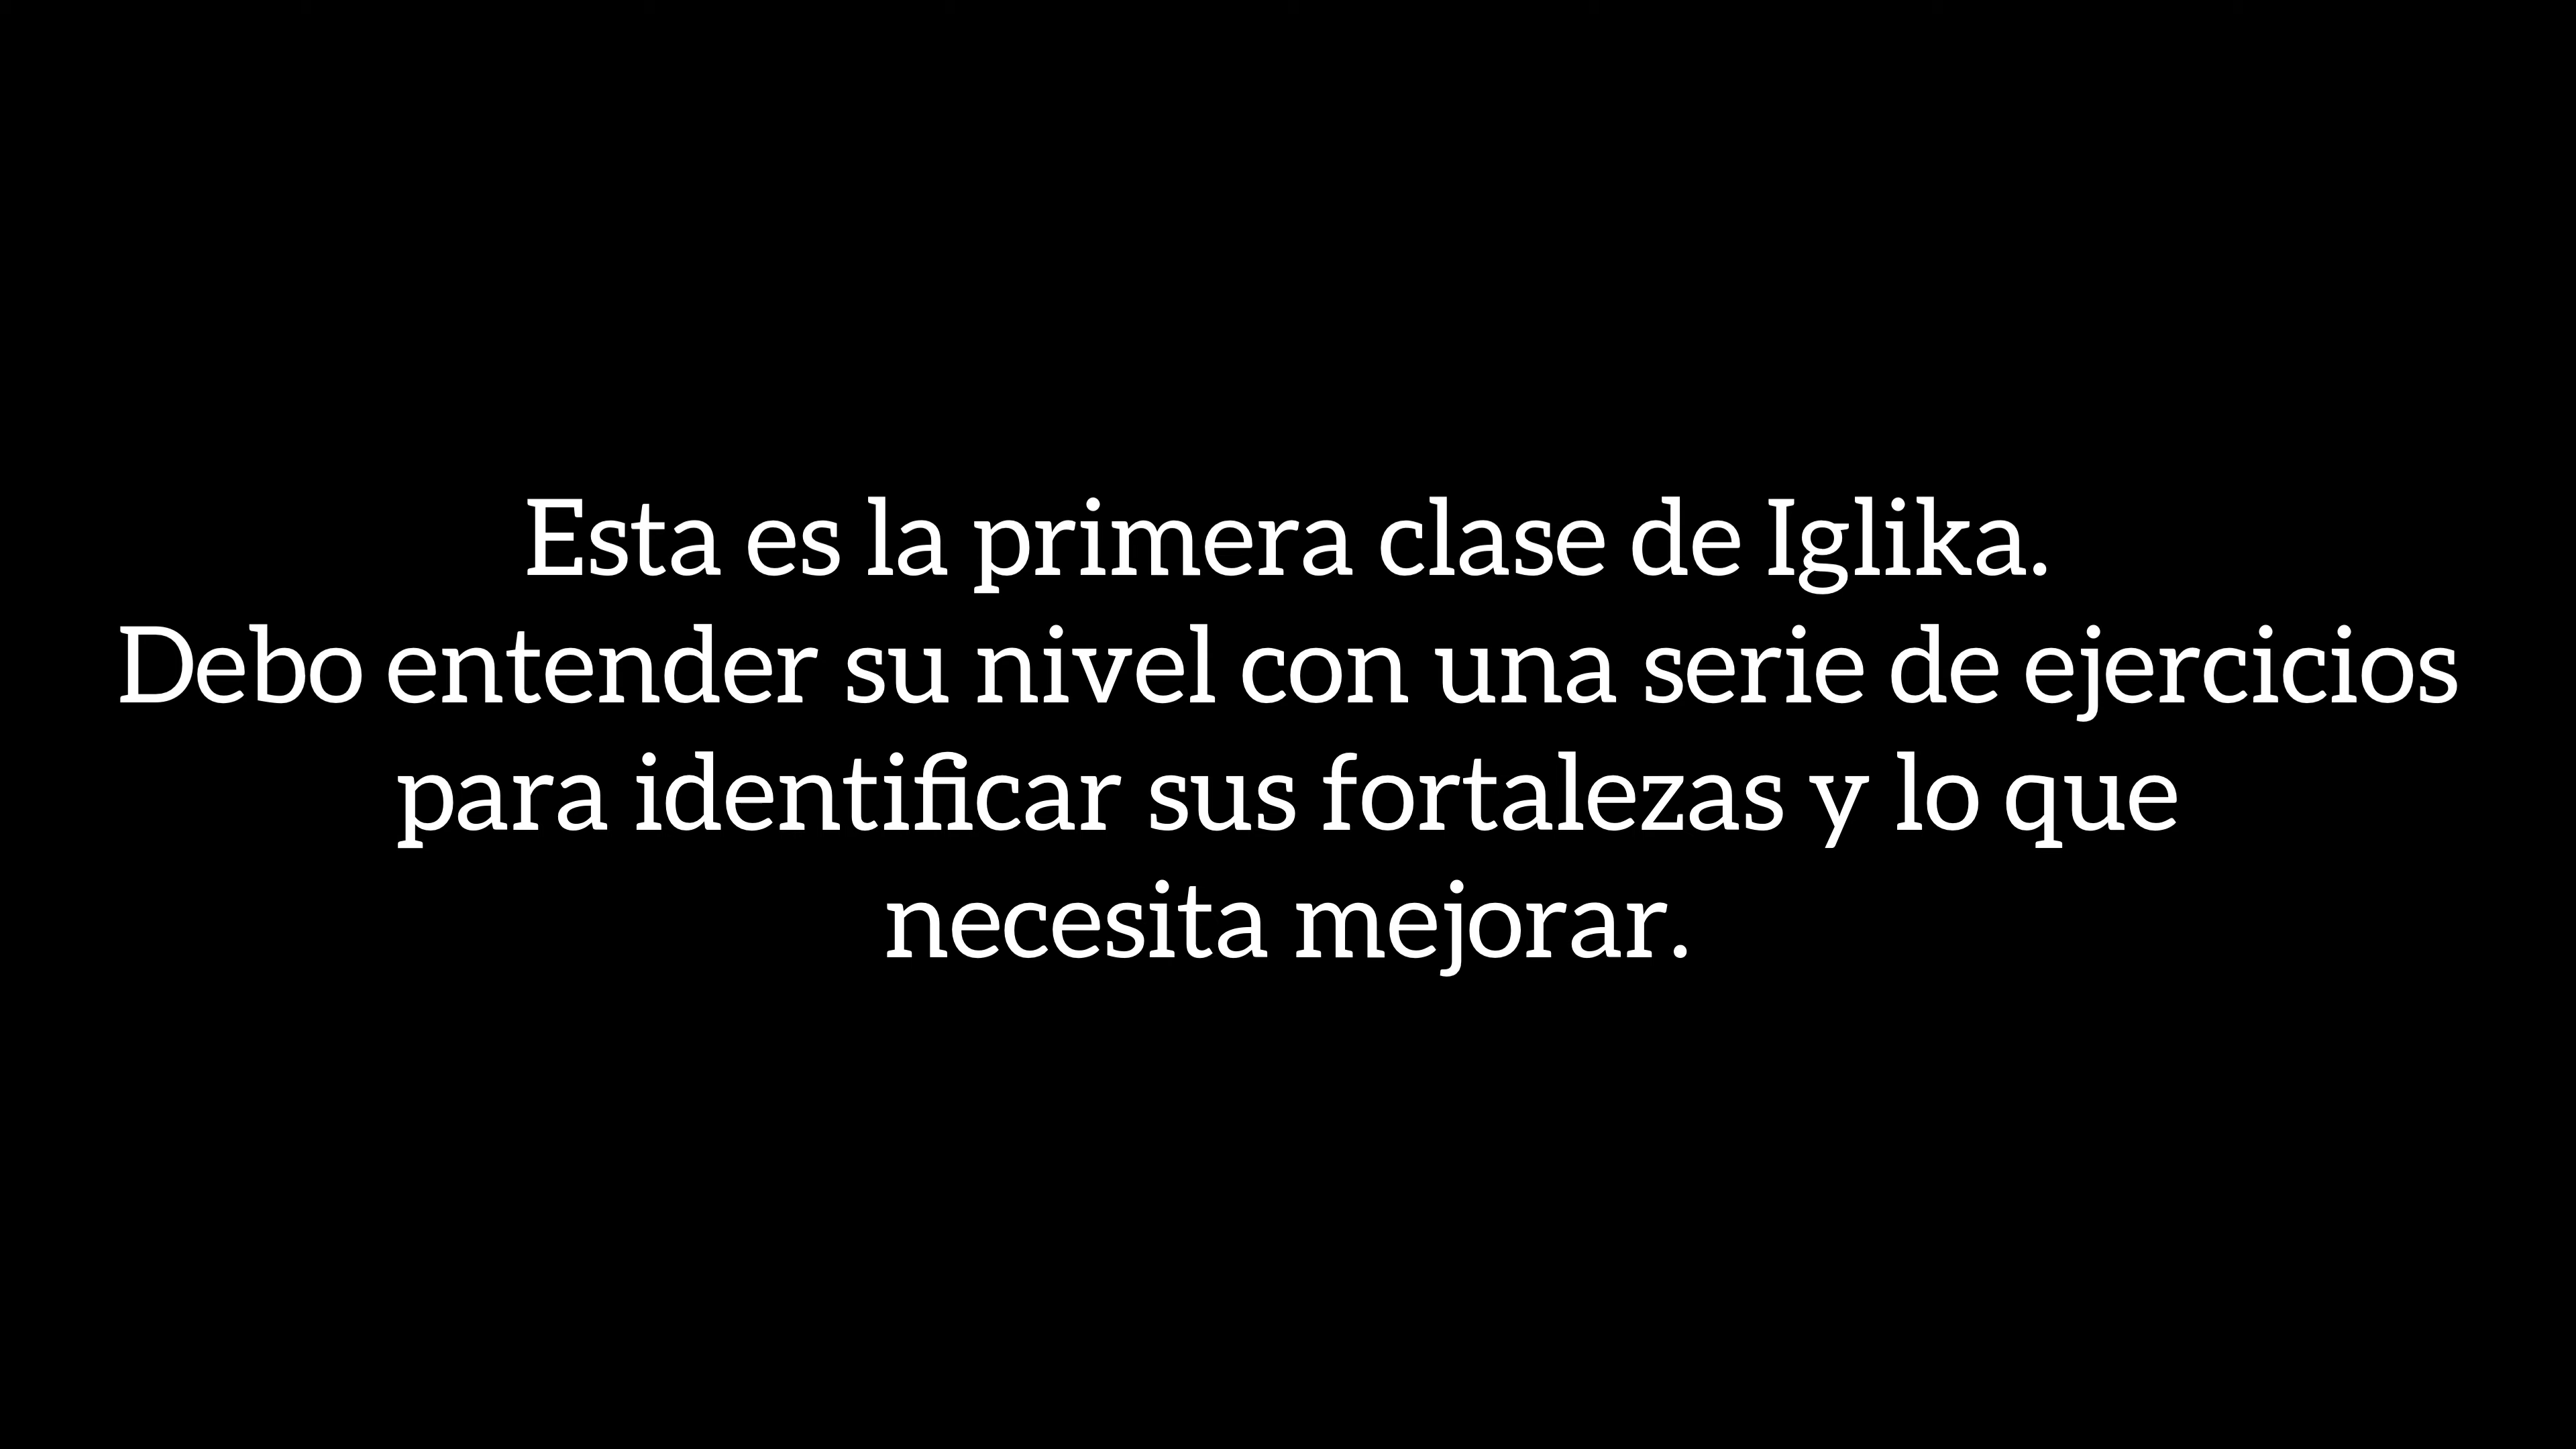 Esta es la primera clase de Iglika.
Debo entender su nivel con una serie de ejercicios
para identificar sus fortalezas y lo que
necesita mejorar.